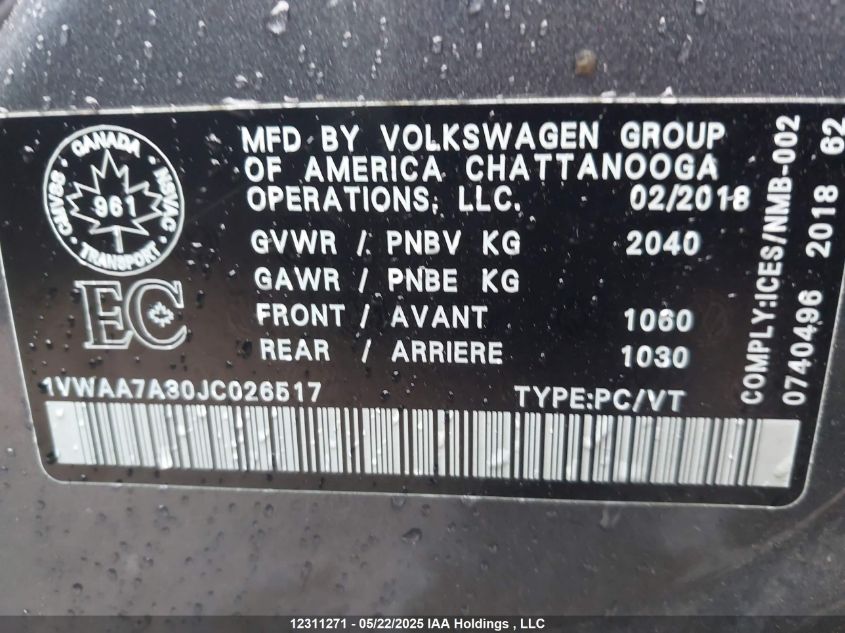 CANADA
CMVSS
NSVAC
961
TRANSPORT
EC
MFD BY VOLKSWAGEN GROUP
OF AMERICA CHATTANOOGA
OPERATIONS, LLC. 02/2018
GVWR / PNBV KG 2040
GAWR / PNBE KG
FRONT / AVANT 1060
REAR / ARRIERE 1030
1VWAA7A30JC026517 TYPE:PC/VT
COMPLY:ICES/NMB-002
0740496 2018 62
12311271 - 05/22/2025 IAA Holdings , LLC